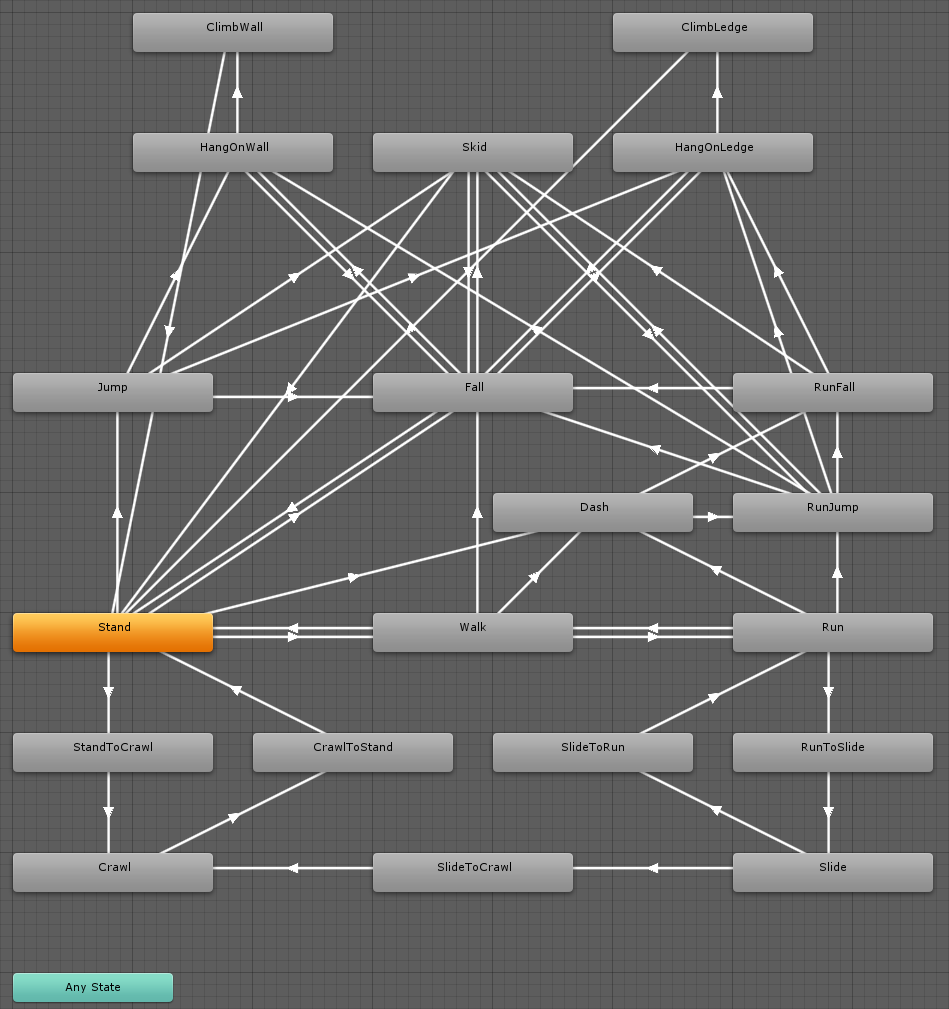 ClimbWall
ClimbLedge
HangOnWall
Skid
HangOnLedge
Jump
Fall
RunFall
Dash
RunJump
Stand
Walk
Run
StandToCrawl
CrawlToStand
SlideToRun
RunToSlide
Crawl
SlideToCrawl
Slide
Any State